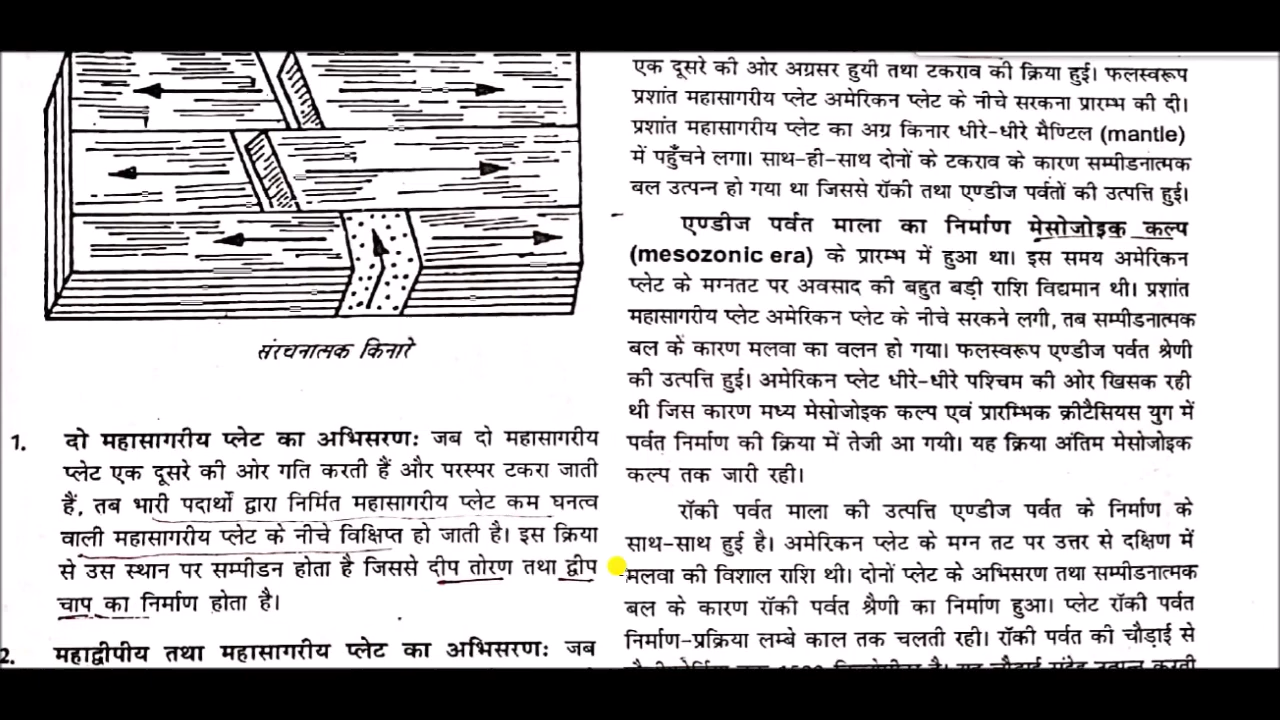 संरचनात्मक किनारे
1. दो महासागरीय प्लेट का अभिसरण: जब दो महासागरीय
प्लेट एक दूसरे की ओर गति करती हैं और परस्पर टकरा जाती
हैं, तब भारी पदार्थों द्वारा निर्मित महासागरीय प्लेट कम घनत्व
वाली महासागरीय प्लेट के नीचे विक्षिप्त हो जाती है। इस क्रिया
से उस स्थान पर सम्पीडन होता है जिससे दीप तोरण तथा द्वीप
चाप का निर्माण होता है।
2. महाद्वीपीय तथा महासागरीय प्लेट का अभिसरण: जब
एक दूसरे की ओर अग्रसर हुयी तथा टकराव की क्रिया हुई। फलस्वरूप
प्रशांत महासागरीय प्लेट अमेरिकन प्लेट के नीचे सरकना प्रारम्भ की दी।
प्रशांत महासागरीय प्लेट का अग्र किनार धीरे-धीरे मैण्टिल (mantle)
में पहुँचने लगा। साथ-ही-साथ दोनों के टकराव के कारण सम्पीडनात्मक
बल उत्पन्न हो गया था जिससे रॉकी तथा एण्डीज पर्वतों की उत्पत्ति हुई।
एण्डीज पर्वत माला का निर्माण मेसोजोइक कल्प
(mesozonic era) के प्रारम्भ में हुआ था। इस समय अमेरिकन
प्लेट के मग्नतट पर अवसाद की बहुत बड़ी राशि विद्यमान थी। प्रशांत
महासागरीय प्लेट अमेरिकन प्लेट के नीचे सरकने लगी, तब सम्पीडनात्मक
बल के कारण मलवा का वलन हो गया। फलस्वरूप एण्डीज पर्वत श्रेणी
की उत्पत्ति हुई। अमेरिकन प्लेट धीरे-धीरे पश्चिम की ओर खिसक रही
थी जिस कारण मध्य मेसोजोइक कल्प एवं प्रारम्भिक क्रीटैसियस युग में
पर्वत निर्माण की क्रिया में तेजी आ गयी। यह क्रिया अंतिम मेसोजोइक
कल्प तक जारी रही।
रॉकी पर्वत माला की उत्पत्ति एण्डीज पर्वत के निर्माण के
साथ-साथ हुई है। अमेरिकन प्लेट के मग्न तट पर उत्तर से दक्षिण में
मलवा की विशाल राशि थी। दोनों प्लेट के अभिसरण तथा सम्पीडनात्मक
बल के कारण रॉकी पर्वत श्रैणी का निर्माण हुआ। प्लेट रॉकी पर्वत
निर्माण-प्रक्रिया लम्बे काल तक चलती रही। रॉकी पर्वत की चौड़ाई से